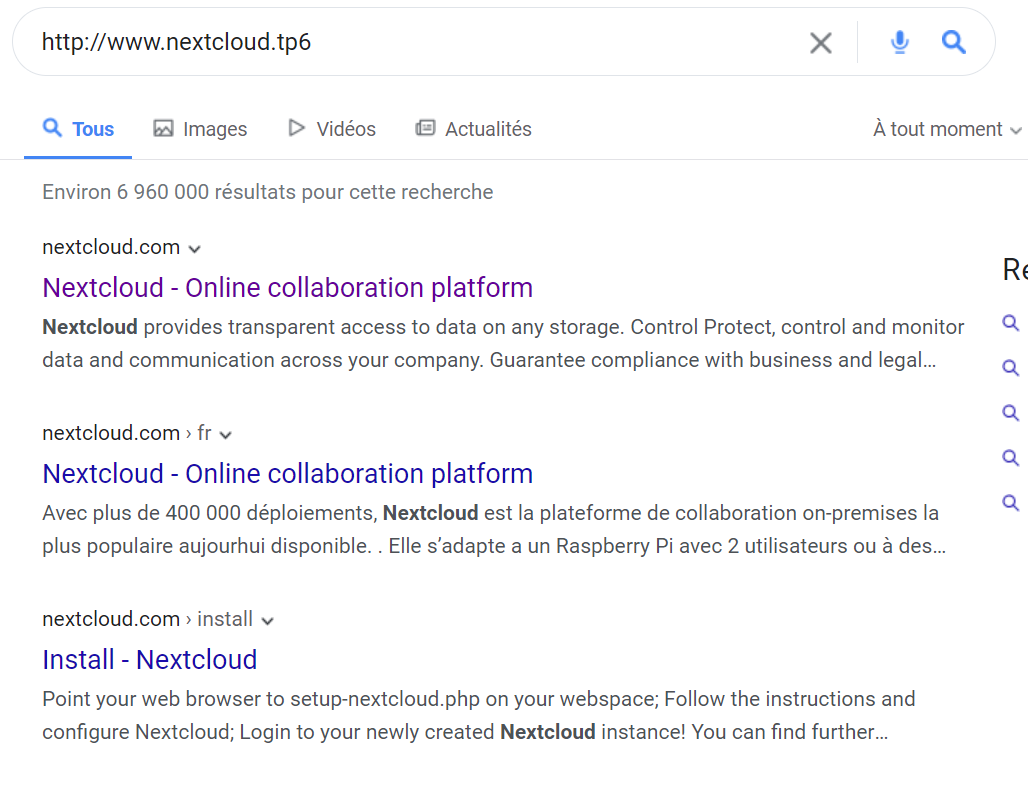 http://www.nextcloud.tp6
Tous Images Vidéos Actualités À tout moment
Environ 6 960 000 résultats pour cette recherche
nextcloud.com
Nextcloud - Online collaboration platform
Nextcloud provides transparent access to data on any storage. Control Protect, control and monitor
data and communication across your company. Guarantee compliance with business and legal...
nextcloud.com › fr
Nextcloud - Online collaboration platform
Avec plus de 400 000 déploiements, Nextcloud est la plateforme de collaboration on-premises la
plus populaire aujourhui disponible. . Elle s’adapte a un Raspberry Pi avec 2 utilisateurs ou à des...
nextcloud.com › install
Install - Nextcloud
Point your web browser to setup-nextcloud.php on your webspace; Follow the instructions and
configure Nextcloud; Login to your newly created Nextcloud instance! You can find further...